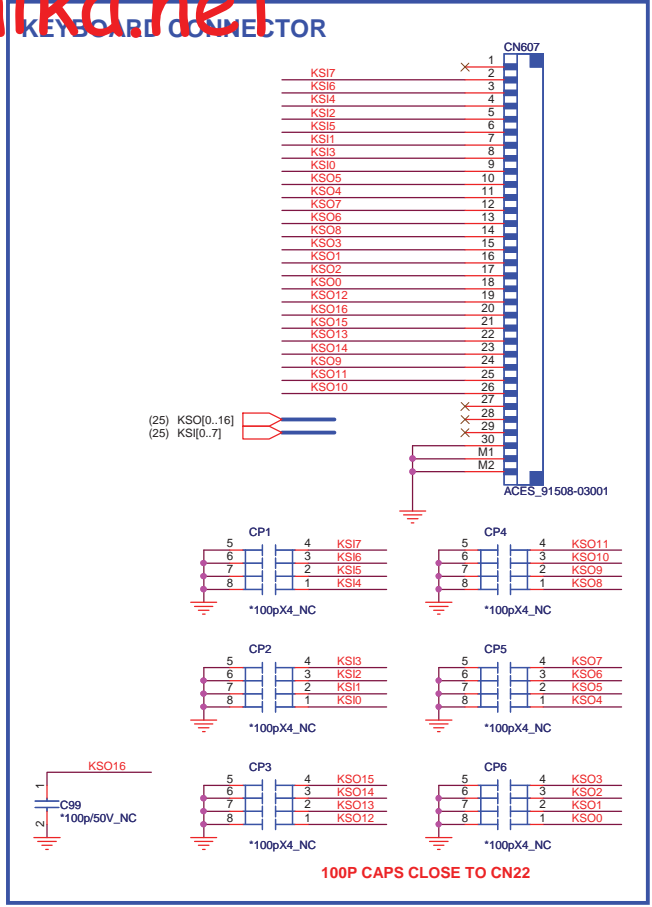 KEYBOARD CONNECTOR
CN607
1
KSI7 2
KSI6 3
KSI4 4
KSI2 5
KSI5 6
KSI1 7
KSI3 8
KSI0 9
KSO5 10
KSO4 11
KSO7 12
KSO6 13
KSO8 14
KSO3 15
KSO1 16
KSO2 17
KSO0 18
KSO12 19
KSO16 20
KSO15 21
KSO13 22
KSO14 23
KSO9 24
KSO11 25
KSO10 26
27
28
29
30
M1
M2
(25) KSO[0..16]
(25) KSI[0..7]
ACES_91508-03001
CP1
5 4 KSI7
6 3 KSI6
7 2 KSI5
8 1 KSI4
*100pX4_NC
CP4
5 4 KSO11
6 3 KSO10
7 2 KSO9
8 1 KSO8
*100pX4_NC
CP2
5 4 KSI3
6 3 KSI2
7 2 KSI1
8 1 KSI0
*100pX4_NC
CP5
5 4 KSO7
6 3 KSO6
7 2 KSO5
8 1 KSO4
*100pX4_NC
KSO16
1
C99
*100p/50V_NC
2
CP3
5 4 KSO15
6 3 KSO14
7 2 KSO13
8 1 KSO12
*100pX4_NC
CP6
5 4 KSO3
6 3 KSO2
7 2 KSO1
8 1 KSO0
*100pX4_NC
100P CAPS CLOSE TO CN22